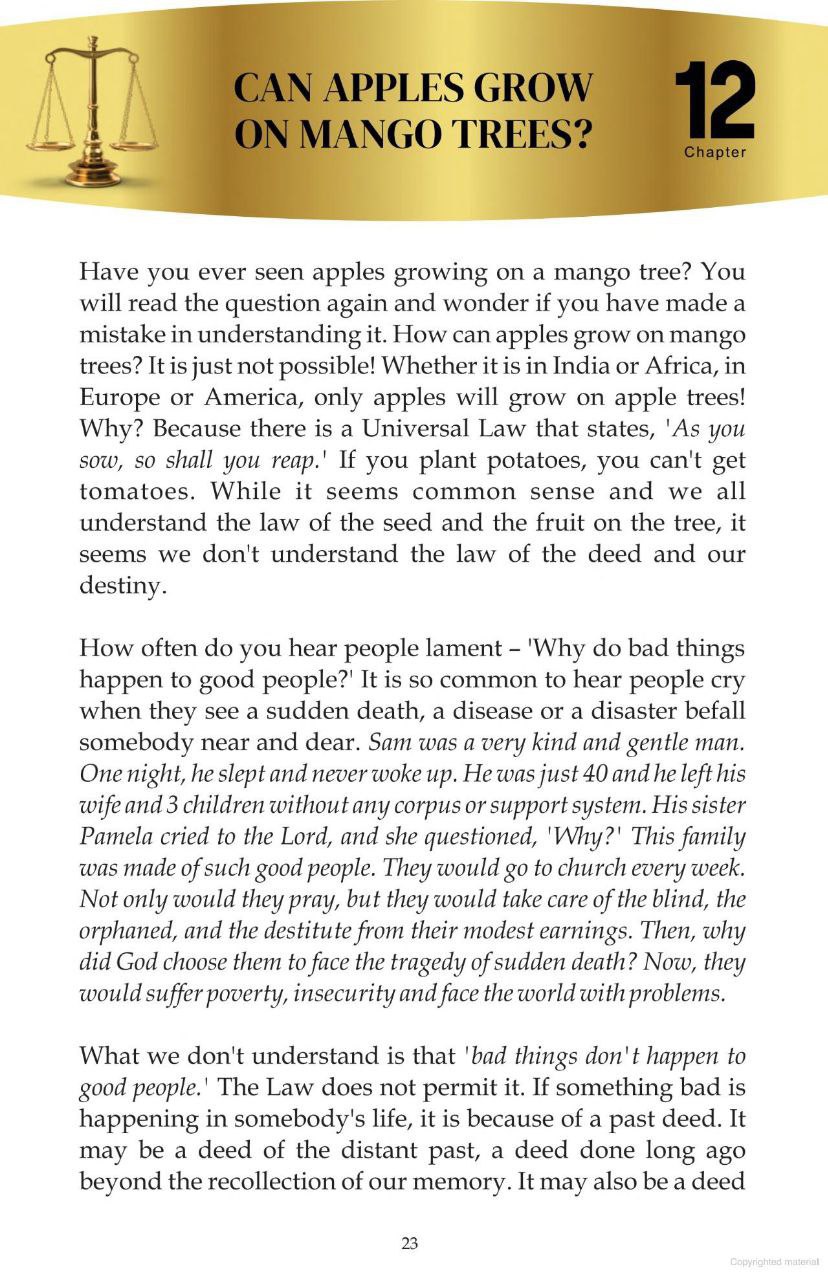 CAN APPLES GROW
ON MANGO TREES?
12
Chapter
Have you ever seen apples growing on a mango tree? You
will read the question again and wonder if you have made a
mistake in understanding it. How can apples grow on mango
trees? It is just not possible! Whether it is in India or Africa, in
Europe or America, only apples will grow on apple trees!
Why? Because there is a Universal Law that states, 'As you
sow, so shall you reap.' If you plant potatoes, you can't get
tomatoes. While it seems common sense and we all
understand the law of the seed and the fruit on the tree, it
seems we don't understand the law of the deed and our
destiny.
How often do you hear people lament – 'Why do bad things
happen to good people?' It is so common to hear people cry
when they see a sudden death, a disease or a disaster befall
somebody near and dear. Sam was a very kind and gentle man.
One night, he slept and never woke up. He was just 40 and he left his
wife and 3 children without any corpus or support system. His sister
Pamela cried to the Lord, and she questioned, 'Why?' This family
was made of such good people. They would go to church every week.
Not only would they pray, but they would take care of the blind, the
orphaned, and the destitute from their modest earnings. Then, why
did God choose them to face the tragedy of sudden death? Now, they
would suffer poverty, insecurity and face the world with problems.
What we don't understand is that 'bad things don't happen to
good people.' The Law does not permit it. If something bad is
happening in somebody's life, it is because of a past deed. It
may be a deed of the distant past, a deed done long ago
beyond the recollection of our memory. It may also be a deed
23
Copyrighted material